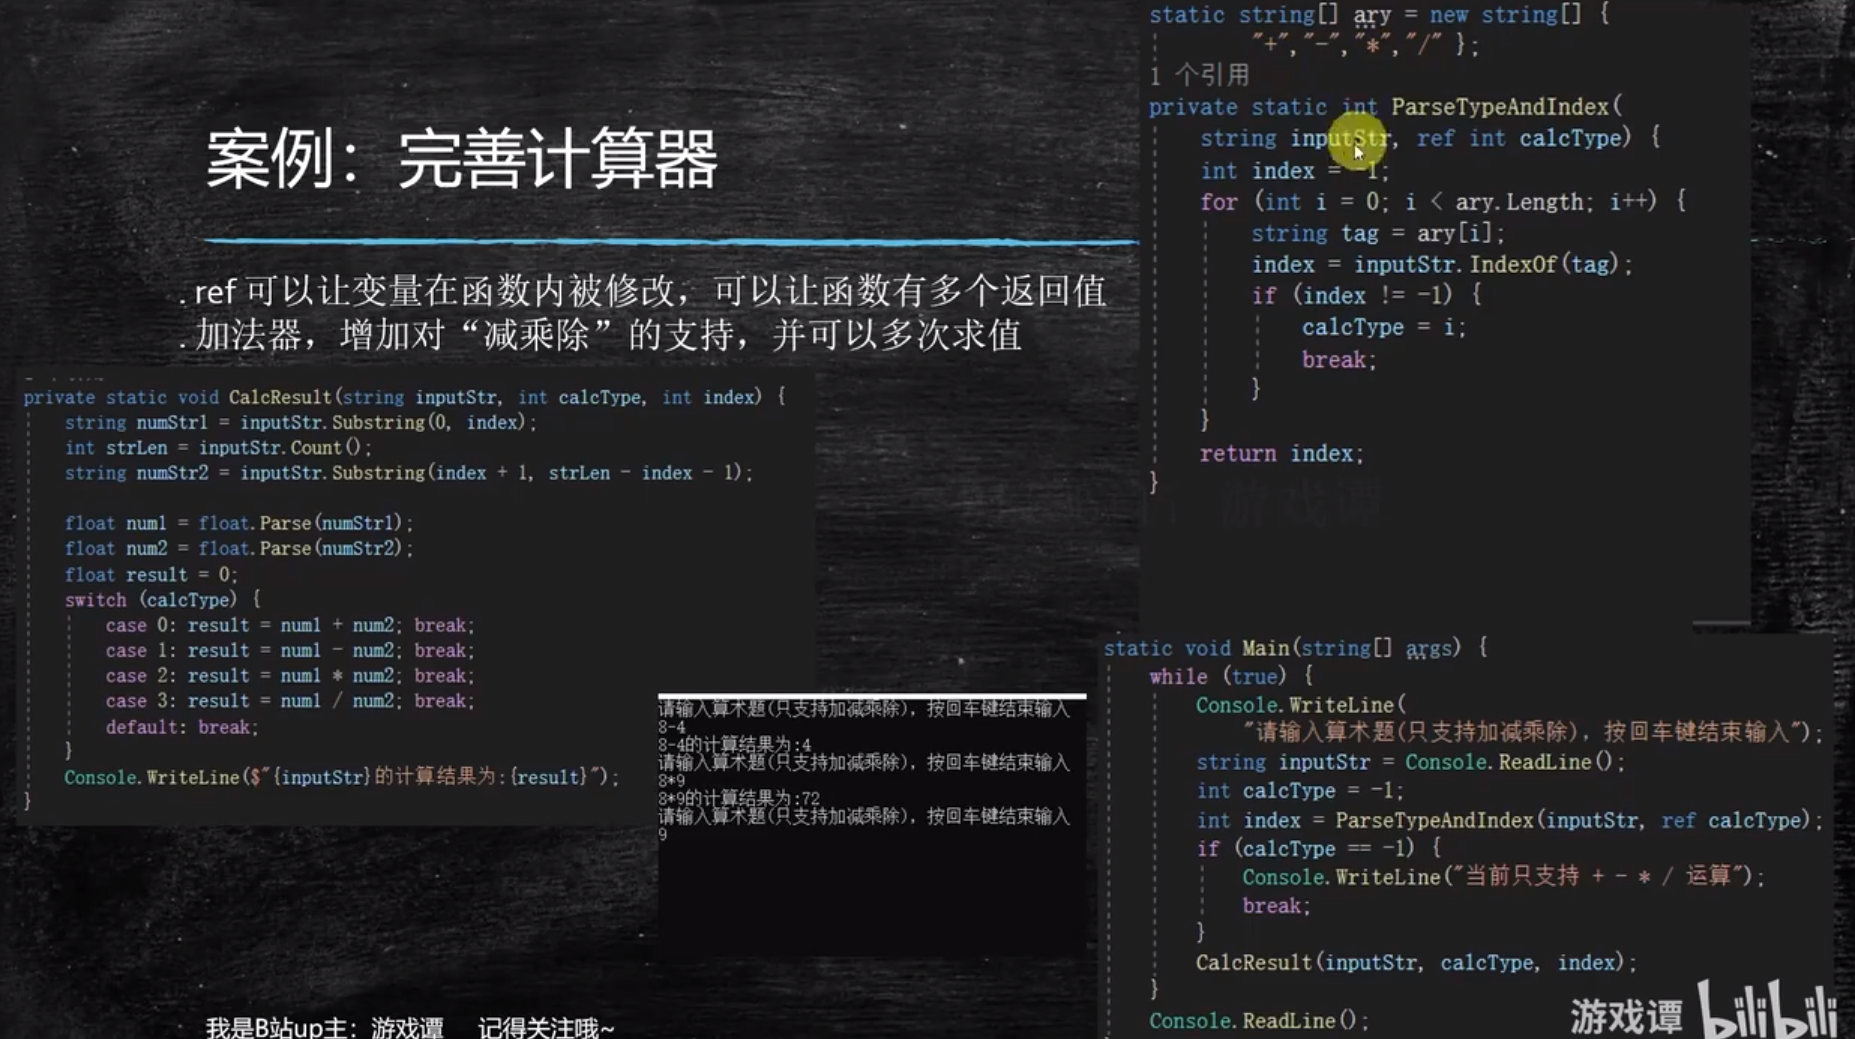 案例：完善计算器
. ref 可以让变量在函数内被修改，可以让函数有多个返回值
. 加法器，增加对“减乘除”的支持，并可以多次求值
private static void CalcResult(string inputStr, int calcType, int index) {
string numStr1 = inputStr.Substring(0, index);
int strLen = inputStr.Count();
string numStr2 = inputStr.Substring(index + 1, strLen - index - 1);
float num1 = float.Parse(numStr1);
float num2 = float.Parse(numStr2);
float result = 0;
switch (calcType) {
case 0: result = num1 + num2; break;
case 1: result = num1 - num2; break;
case 2: result = num1 * num2; break;
case 3: result = num1 / num2; break;
default: break;
}
Console.WriteLine($"{inputStr}的计算结果为:{result}");
}
请输入算术题(只支持加减乘除)，按回车键结束输入
8-4
8-4的计算结果为:4
请输入算术题(只支持加减乘除)，按回车键结束输入
8*9
8*9的计算结果为:72
请输入算术题(只支持加减乘除)，按回车键结束输入
9
static string[] ary = new string[] {
"+","-","*","/" };
1 个引用
private static int ParseTypeAndIndex(
string inputStr, ref int calcType) {
int index = -1;
for (int i = 0; i < ary.Length; i++) {
string tag = ary[i];
index = inputStr.IndexOf(tag);
if (index != -1) {
calcType = i;
break;
}
}
return index;
}
static void Main(string[] args) {
while (true) {
Console.WriteLine(
"请输入算术题(只支持加减乘除)，按回车键结束输入");
string inputStr = Console.ReadLine();
int calcType = -1;
int index = ParseTypeAndIndex(inputStr, ref calcType);
if (calcType == -1) {
Console.WriteLine("当前只支持 + - * / 运算");
break;
}
CalcResult(inputStr, calcType, index);
}
Console.ReadLine();
我是B站up主：游戏谭 记得关注哦~
游戏谭 bilibili